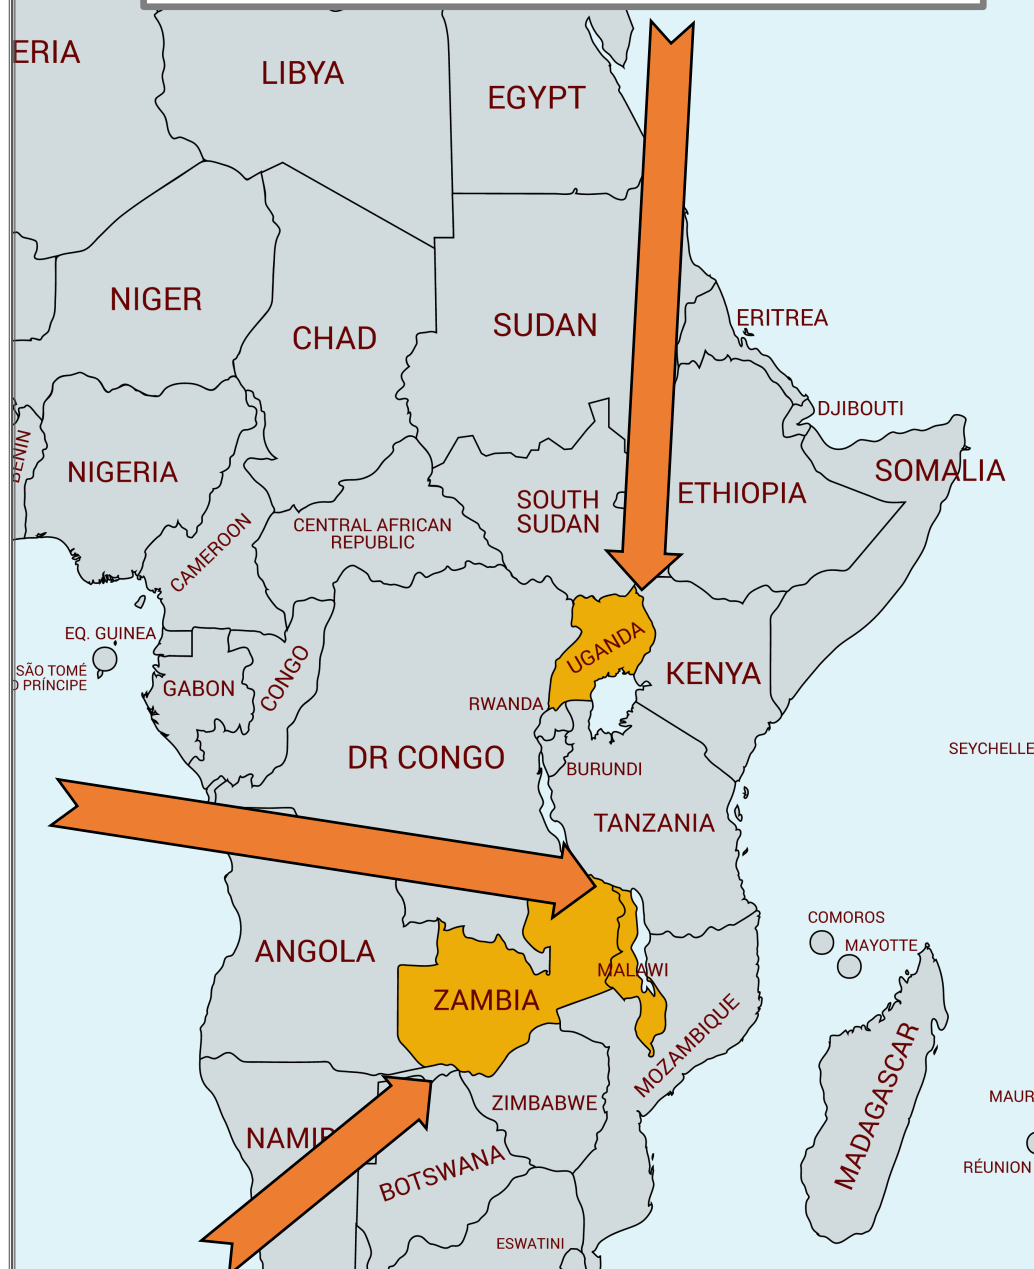 ERIA
LIBYA
EGYPT
NIGER
CHAD
SUDAN
ERITREA
DJIBOUTI
BENIN
NIGERIA
SOUTH
SUDAN
ETHIOPIA
SOMALIA
CENTRAL AFRICAN
REPUBLIC
CAMEROON
EQ. GUINEA
UGANDA
SÃO TOMÉ
PRÍNCIPE
GABON
CONGO
KENYA
RWANDA
DR CONGO
BURUNDI
SEYCHELLE
TANZANIA
COMOROS
MAYOTTE
ANGOLA
MALAWI
ZAMBIA
MOZAMBIQUE
MADAGASCAR
ZIMBABWE
MAUR
NAMIB
BOTSWANA
RÉUNION
ESWATINI